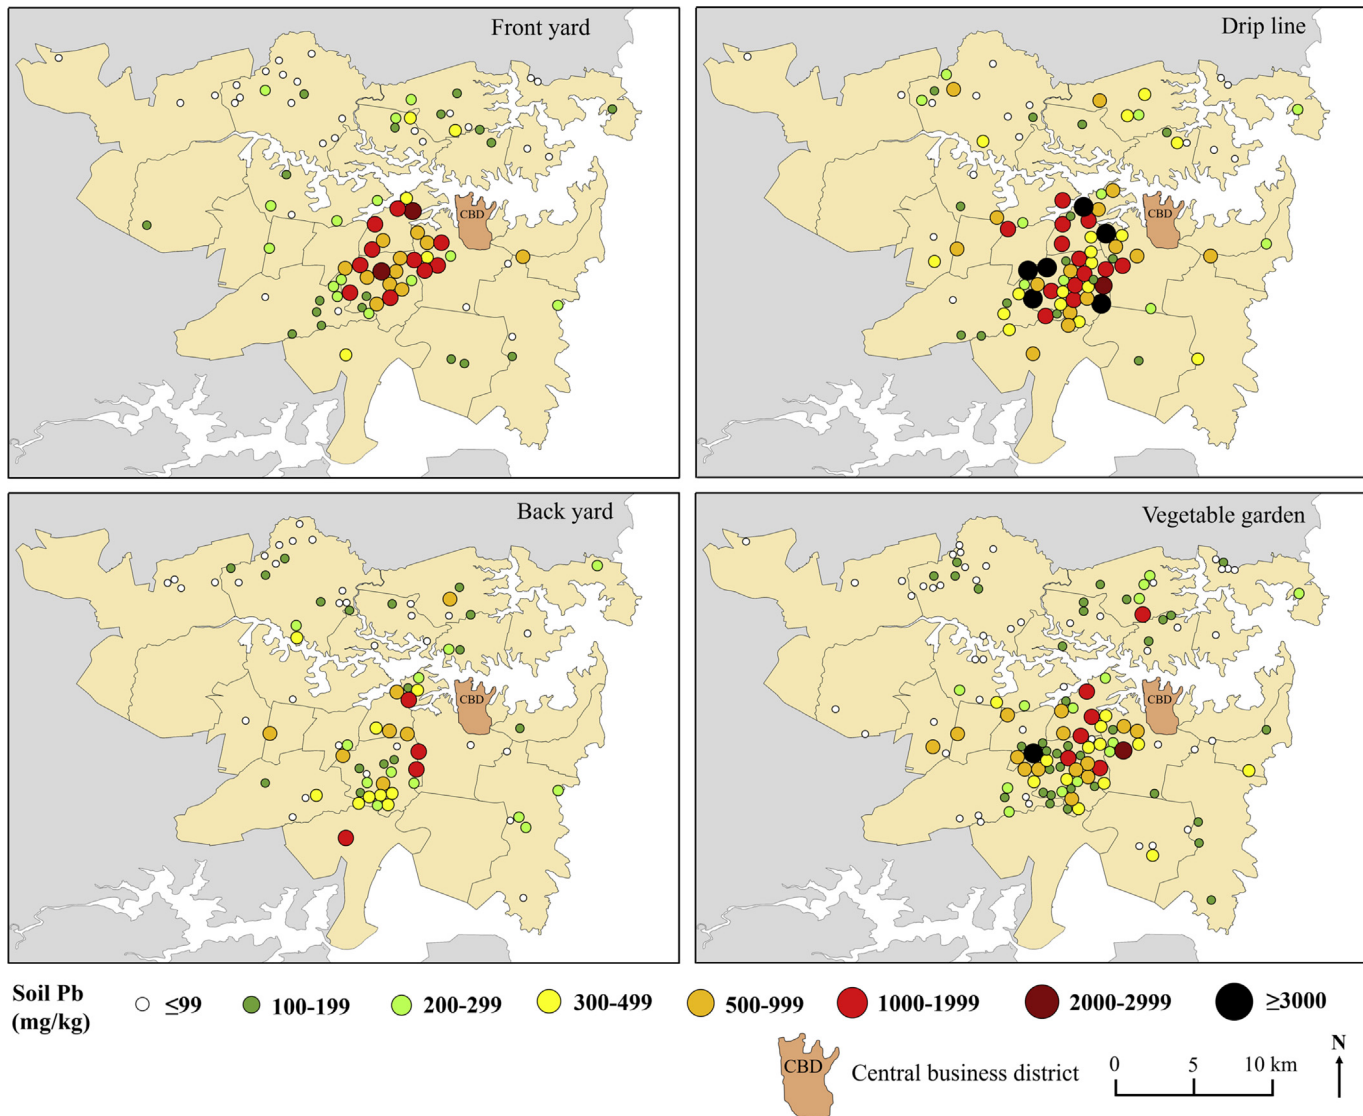 Front yard
Drip line
CBD
CBD
Back yard
Vegetable garden
CBD
CBD
Soil Pb
(mg/kg)
≤99
100-199
200-299
300-499
500-999
1000-1999
2000-2999
≥3000
CBD
Central business district
0 5 10 km
N